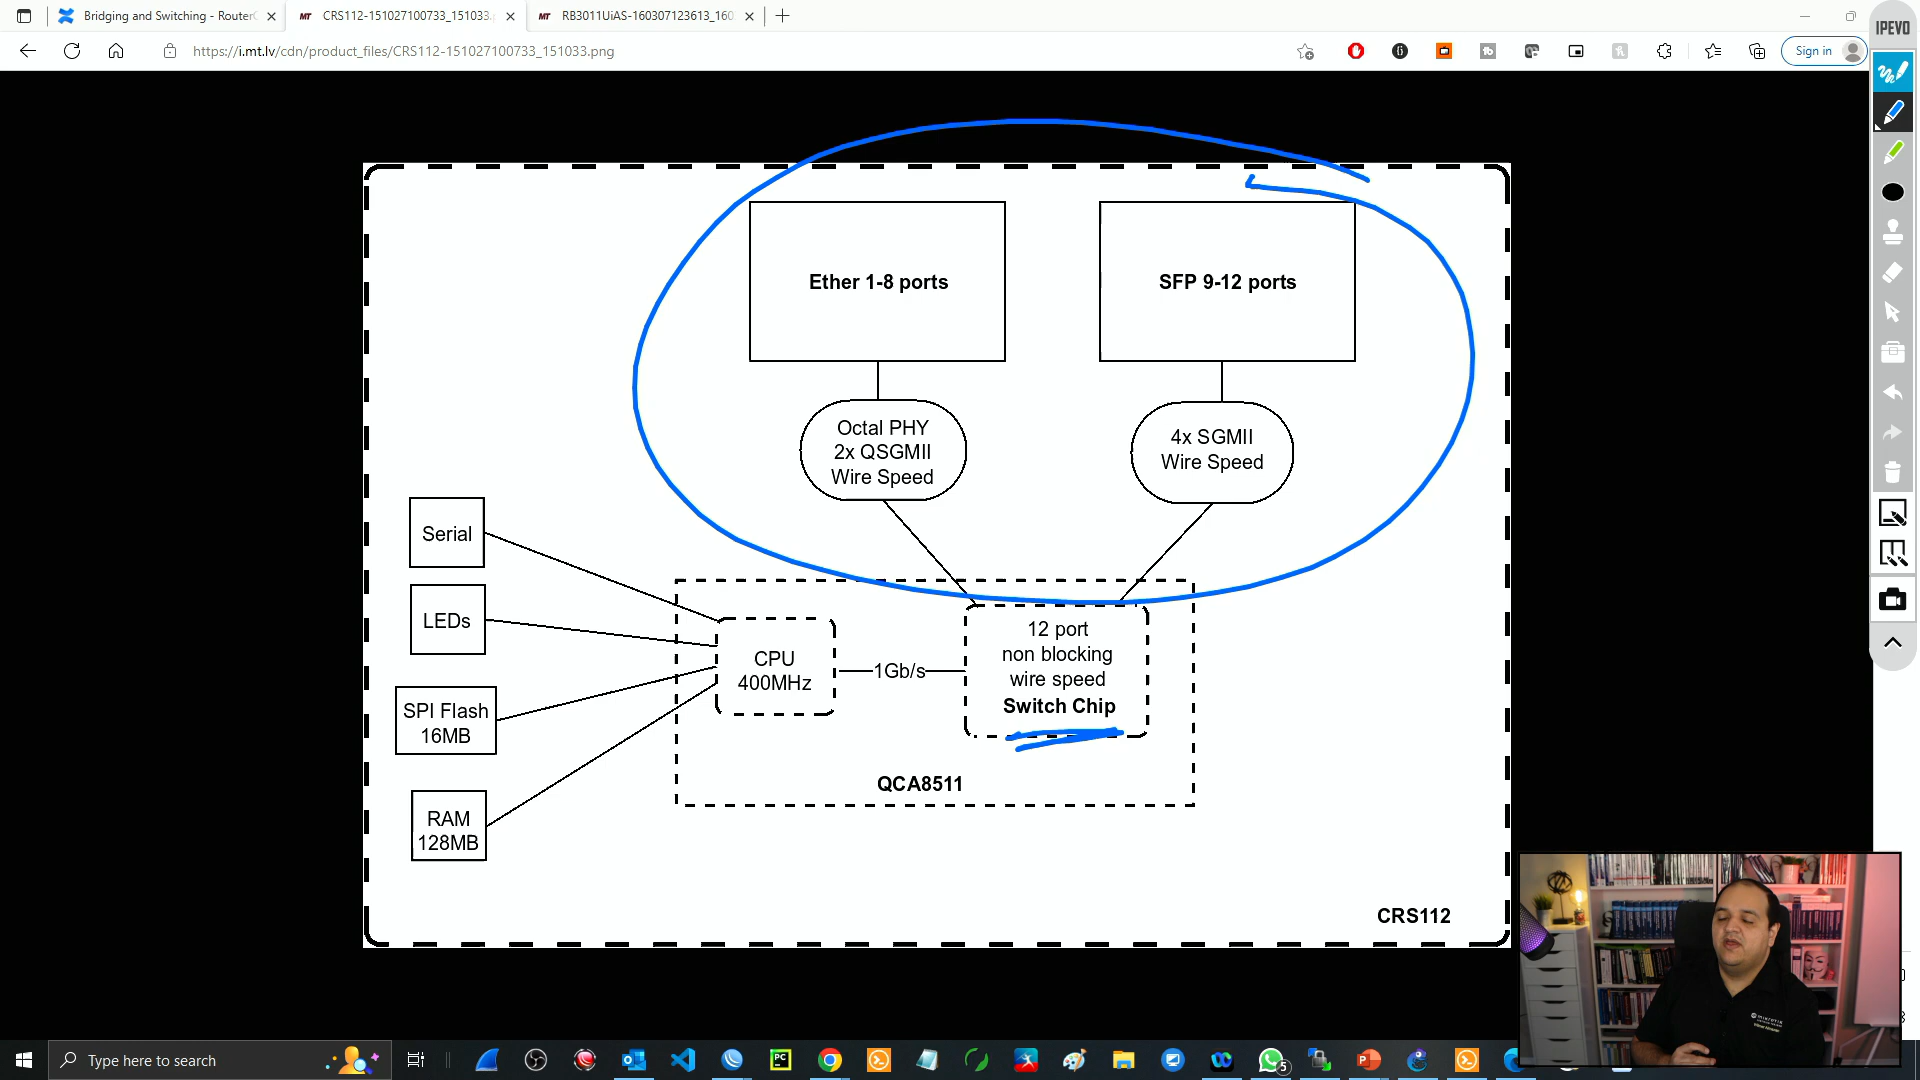 Bridging and Switching - Router
CRS112-151027100733_151033.
RB3011UiAS-160307123613_160
IPEVO
https://i.mt.lv/cdn/product_files/CRS112-151027100733_151033.png
Sign in
Ether 1-8 ports
SFP 9-12 ports
Octal PHY
2x QSGMII
Wire Speed
4x SGMII
Wire Speed
Serial
LEDs
SPI Flash
16MB
RAM
128MB
CPU
400MHz
1Gb/s
12 port
non blocking
wire speed
Switch Chip
QCA8511
CRS112
Type here to search